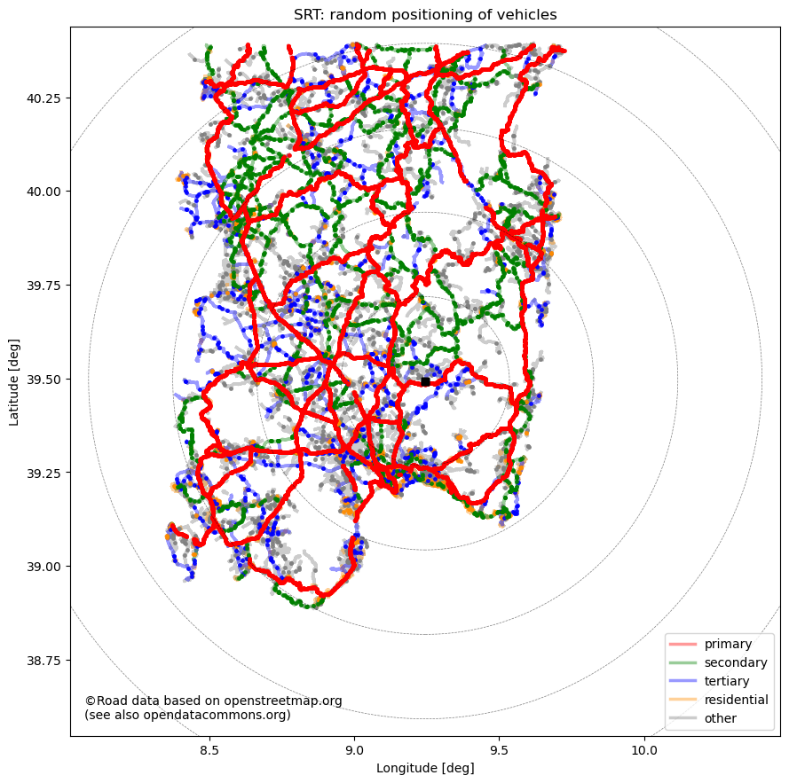 SRT: random positioning of vehicles
40.25
40.00
39.75
39.50
39.25
39.00
38.75
Latitude [deg]
8.5
9.0
9.5
10.0
Longitude [deg]
primary
secondary
tertiary
residential
other
©Road data based on openstreetmap.org
(see also opendatacommons.org)